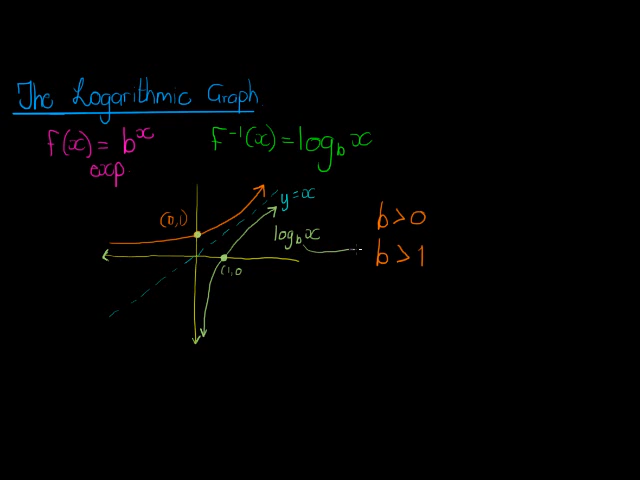 The Logarithmic Graph
f(x) = b^x
F⁻¹(x) = log_b x
exp.
y = x
(0,1)
b > 0
log_b x
b > 1
(1,0